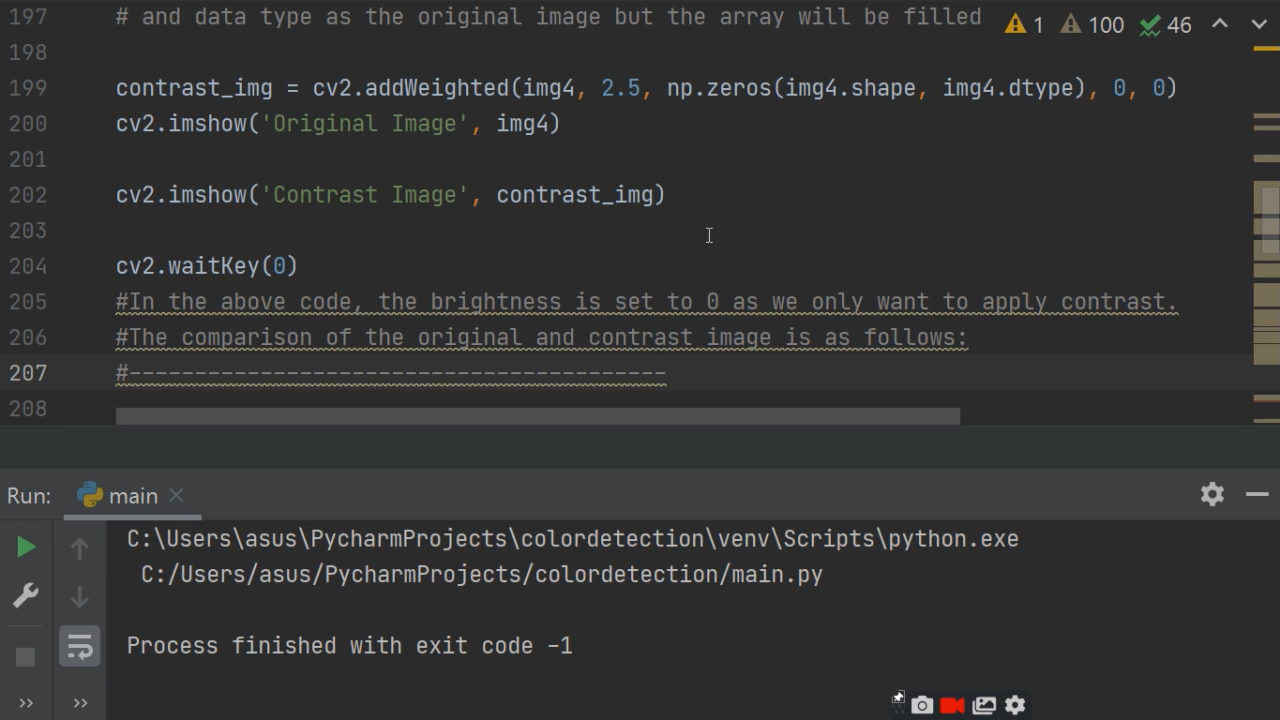 197 # and data type as the original image but the array will be filled
1 100 46
198
199 contrast_img = cv2.addWeighted(img4, 2.5, np.zeros(img4.shape, img4.dtype), 0, 0)
200 cv2.imshow('Original Image', img4)
201
202 cv2.imshow('Contrast Image', contrast_img)
203
204 cv2.waitKey(0)
205 #In the above code, the brightness is set to 0 as we only want to apply contrast.
206 #The comparison of the original and contrast image is as follows:
207 #-----------------------------------------
208
Run: main
C:\Users\asus\PycharmProjects\colordetection\venv\Scripts\python.exe
C:/Users/asus/PycharmProjects/colordetection/main.py
Process finished with exit code -1